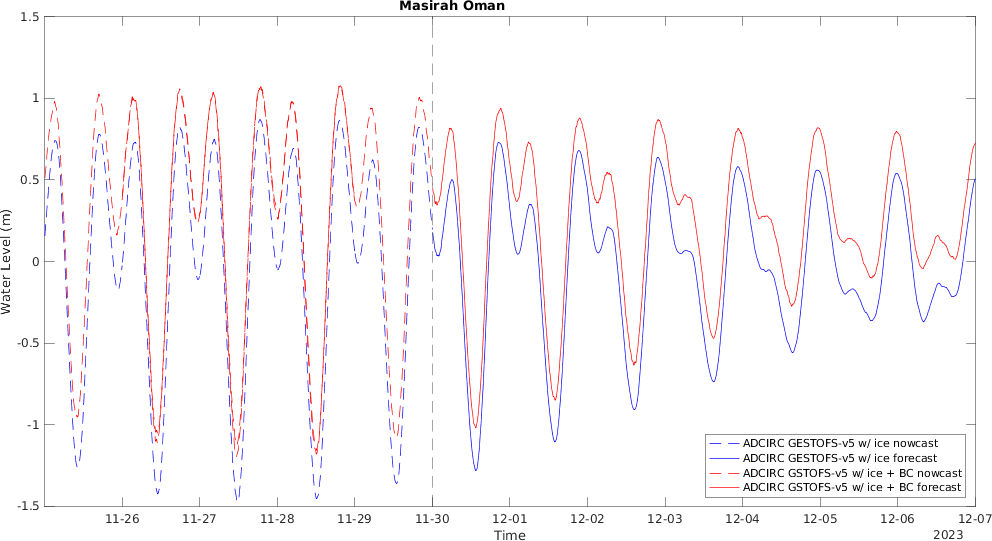 Masirah Oman
1.5
1
0.5
0
-0.5
-1
-1.5
Water Level (m)
11-26 11-27 11-28 11-29 11-30 12-01 12-02 12-03 12-04 12-05 12-06 12-07
Time
2023
ADCIRC GESTOFS-v5 w/ ice nowcast
ADCIRC GESTOFS-v5 w/ ice forecast
ADCIRC GSTOFS-v5 w/ ice + BC nowcast
ADCIRC GSTOFS-v5 w/ ice + BC forecast